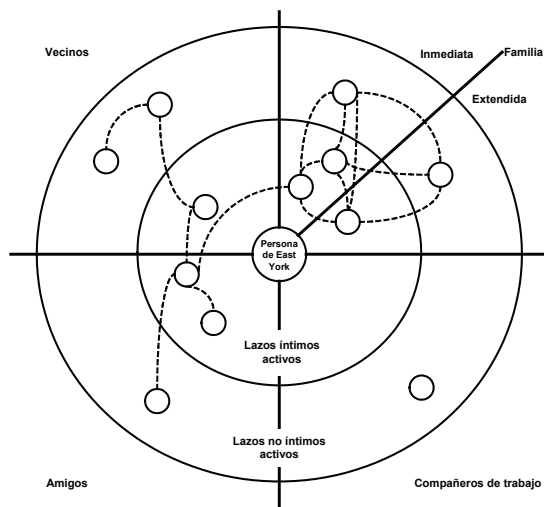 Vecinos
Inmediata
Familia
Extendida
Persona
de East
York
Lazos íntimos
activos
Lazos no íntimos
activos
Amigos
Compañeros de trabajo